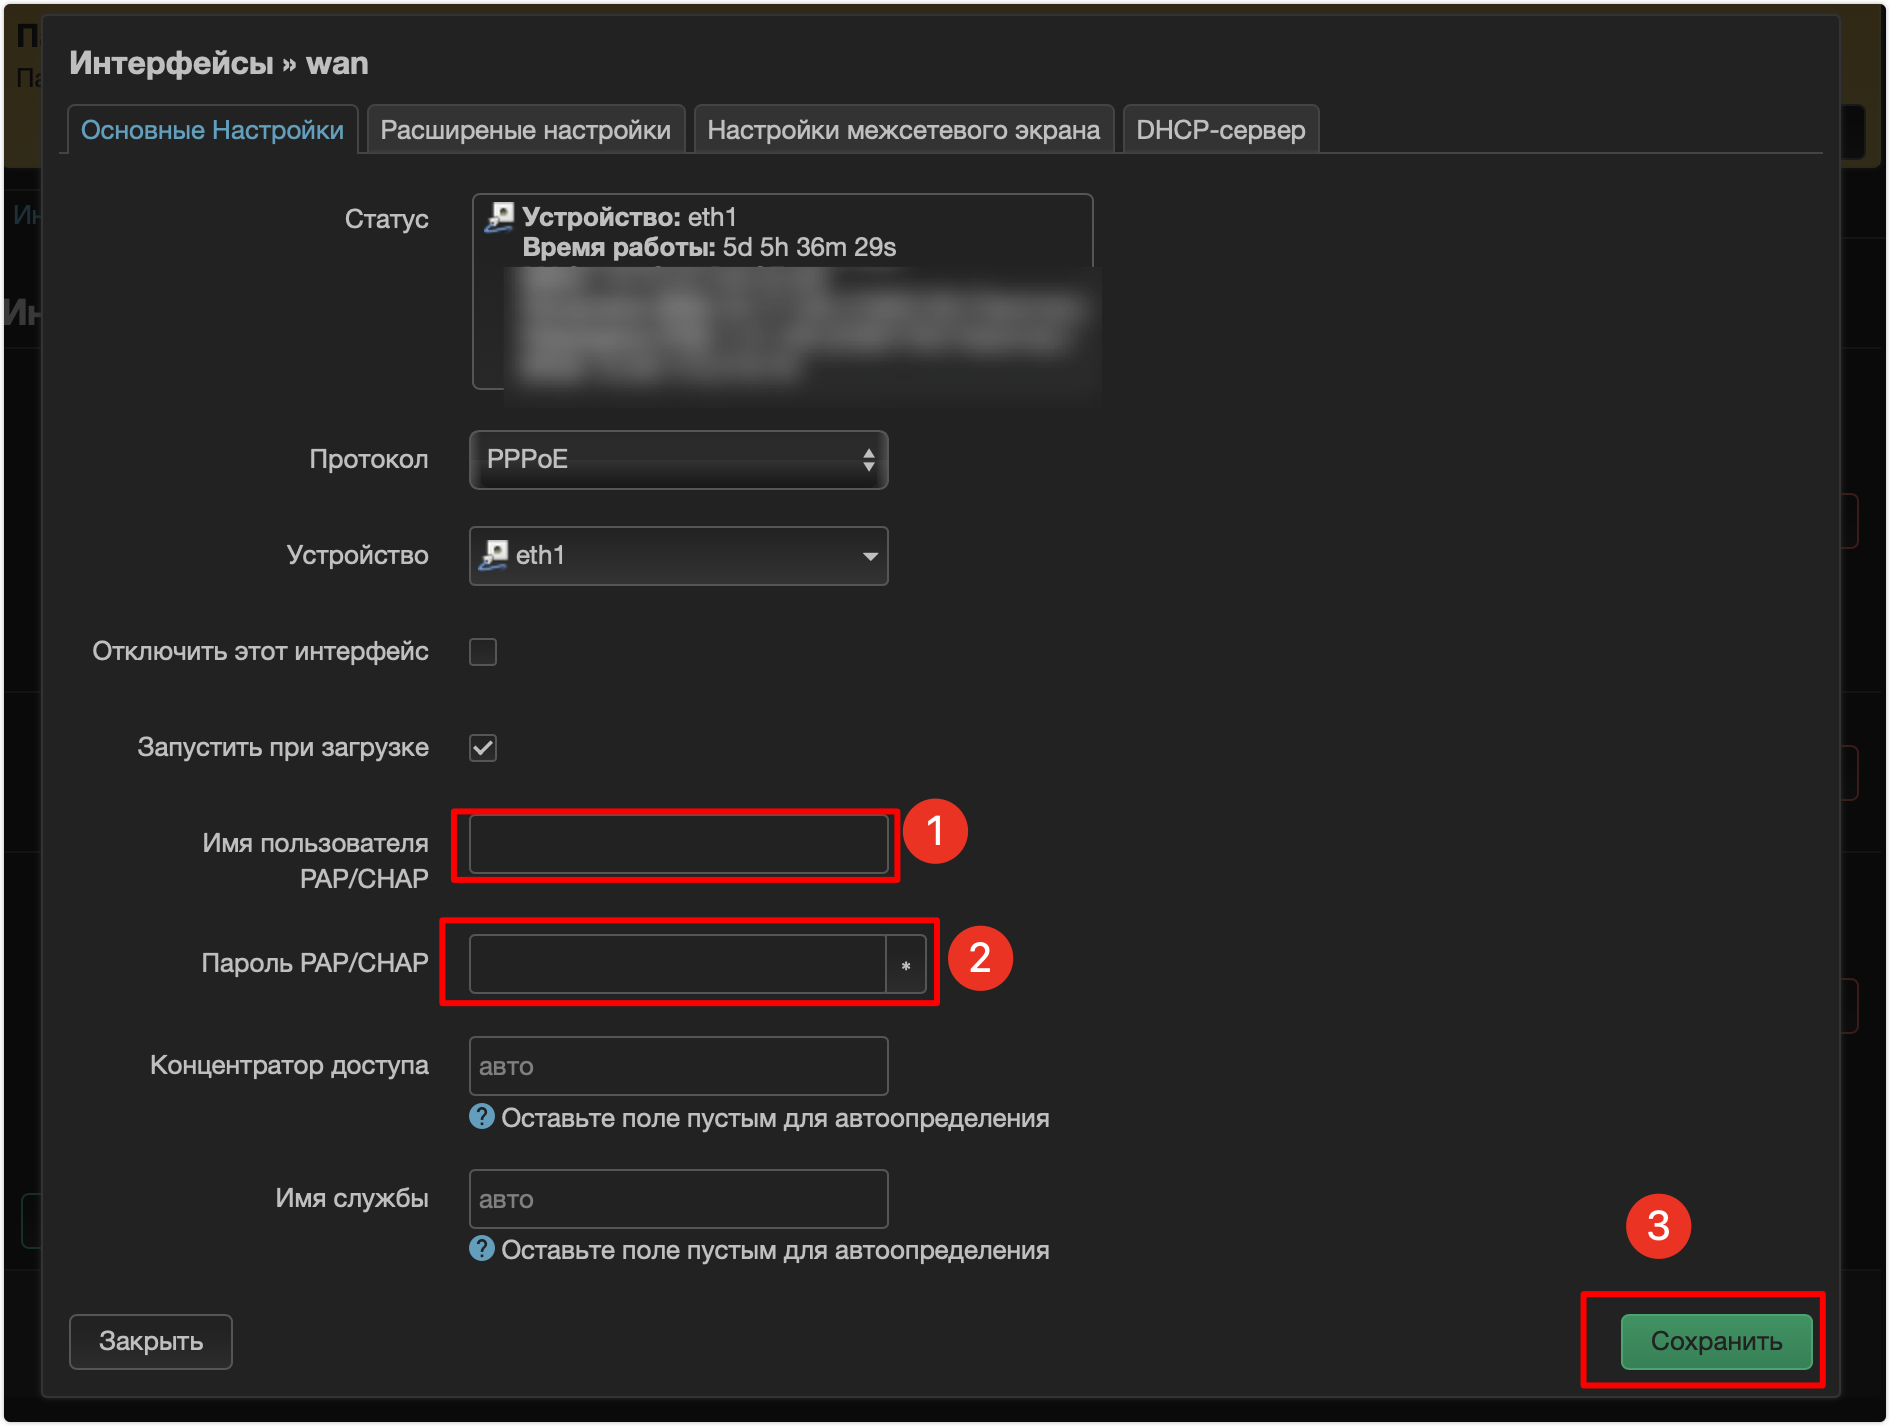 Интерфейсы » wan
Основные Настройки
Расширеные настройки
Настройки межсетевого экрана
DHCP-сервер
Статус
Устройство: eth1
Время работы: 5d 5h 36m 29s
Протокол
PPPoE
Устройство
eth1
Отключить этот интерфейс
Запустить при загрузке
Имя пользователя
PAP/CHAP
1
Пароль PAP/CHAP
*
2
Концентратор доступа
авто
? Оставьте поле пустым для автоопределения
Имя службы
авто
? Оставьте поле пустым для автоопределения
3
Закрыть
Сохранить